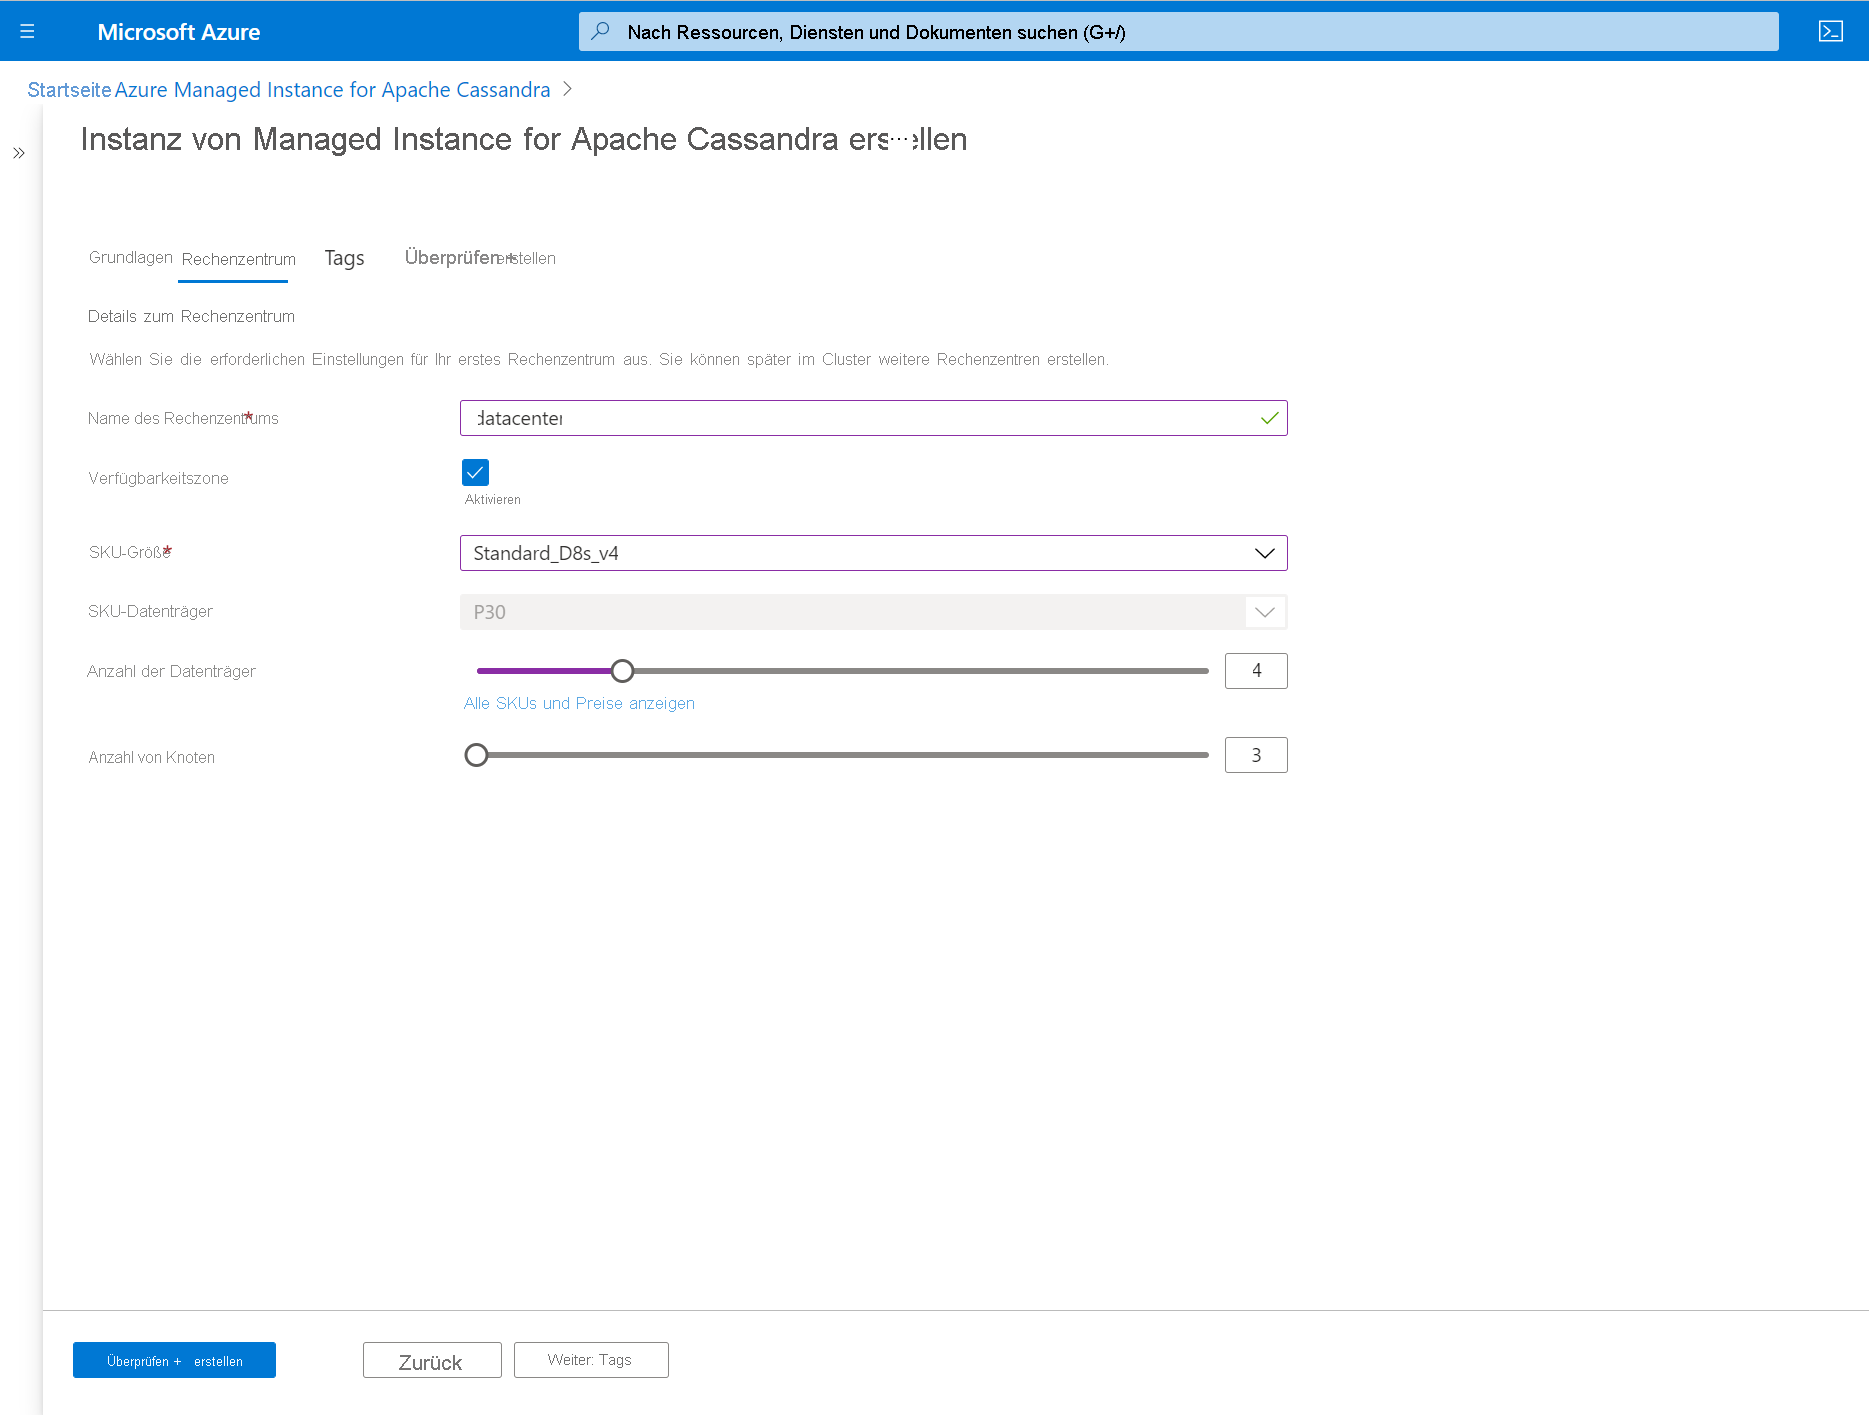 Microsoft Azure
Nach Ressourcen, Diensten und Dokumenten suchen (G+/)
Startseite Azure Managed Instance for Apache Cassandra >
Instanz von Managed Instance for Apache Cassandra ers···ellen
Grundlagen Rechenzentrum Tags Überprüfen + erstellen
Details zum Rechenzentrum
Wählen Sie die erforderlichen Einstellungen für Ihr erstes Rechenzentrum aus. Sie können später im Cluster weitere Rechenzentren erstellen.
Name des Rechenzentrums* datacenter
Verfügbarkeitszone
Aktivieren
SKU-Größe* Standard_D8s_v4
SKU-Datenträger P30
Anzahl der Datenträger 4
Alle SKUs und Preise anzeigen
Anzahl von Knoten 3
Überprüfen + erstellen Zurück Weiter: Tags